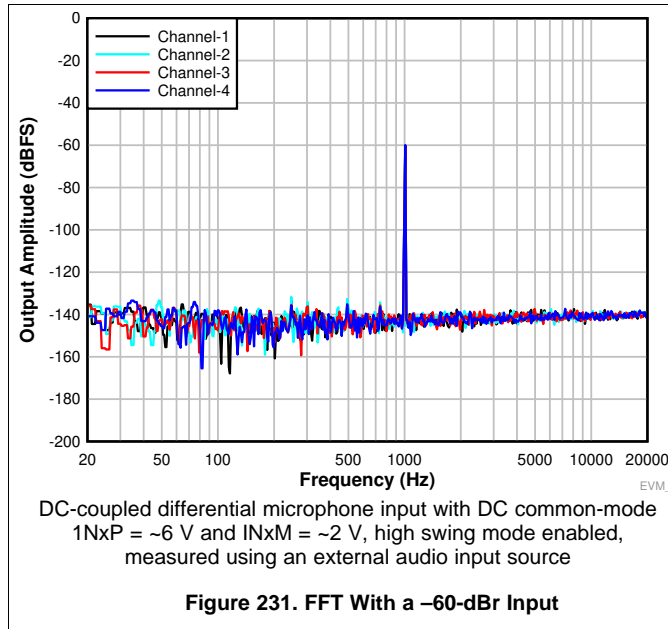 0
-20
-40
-60
-80
-100
-120
-140
-160
-180
-200
Output Amplitude (dBFS)
Channel-1
Channel-2
Channel-3
Channel-4
20 50 100 500 1000 5000 10000 20000
Frequency (Hz)
EVM_
DC-coupled differential microphone input with DC common-mode
1NxP = ~6 V and INxM = ~2 V, high swing mode enabled,
measured using an external audio input source
Figure 231. FFT With a –60-dBr Input